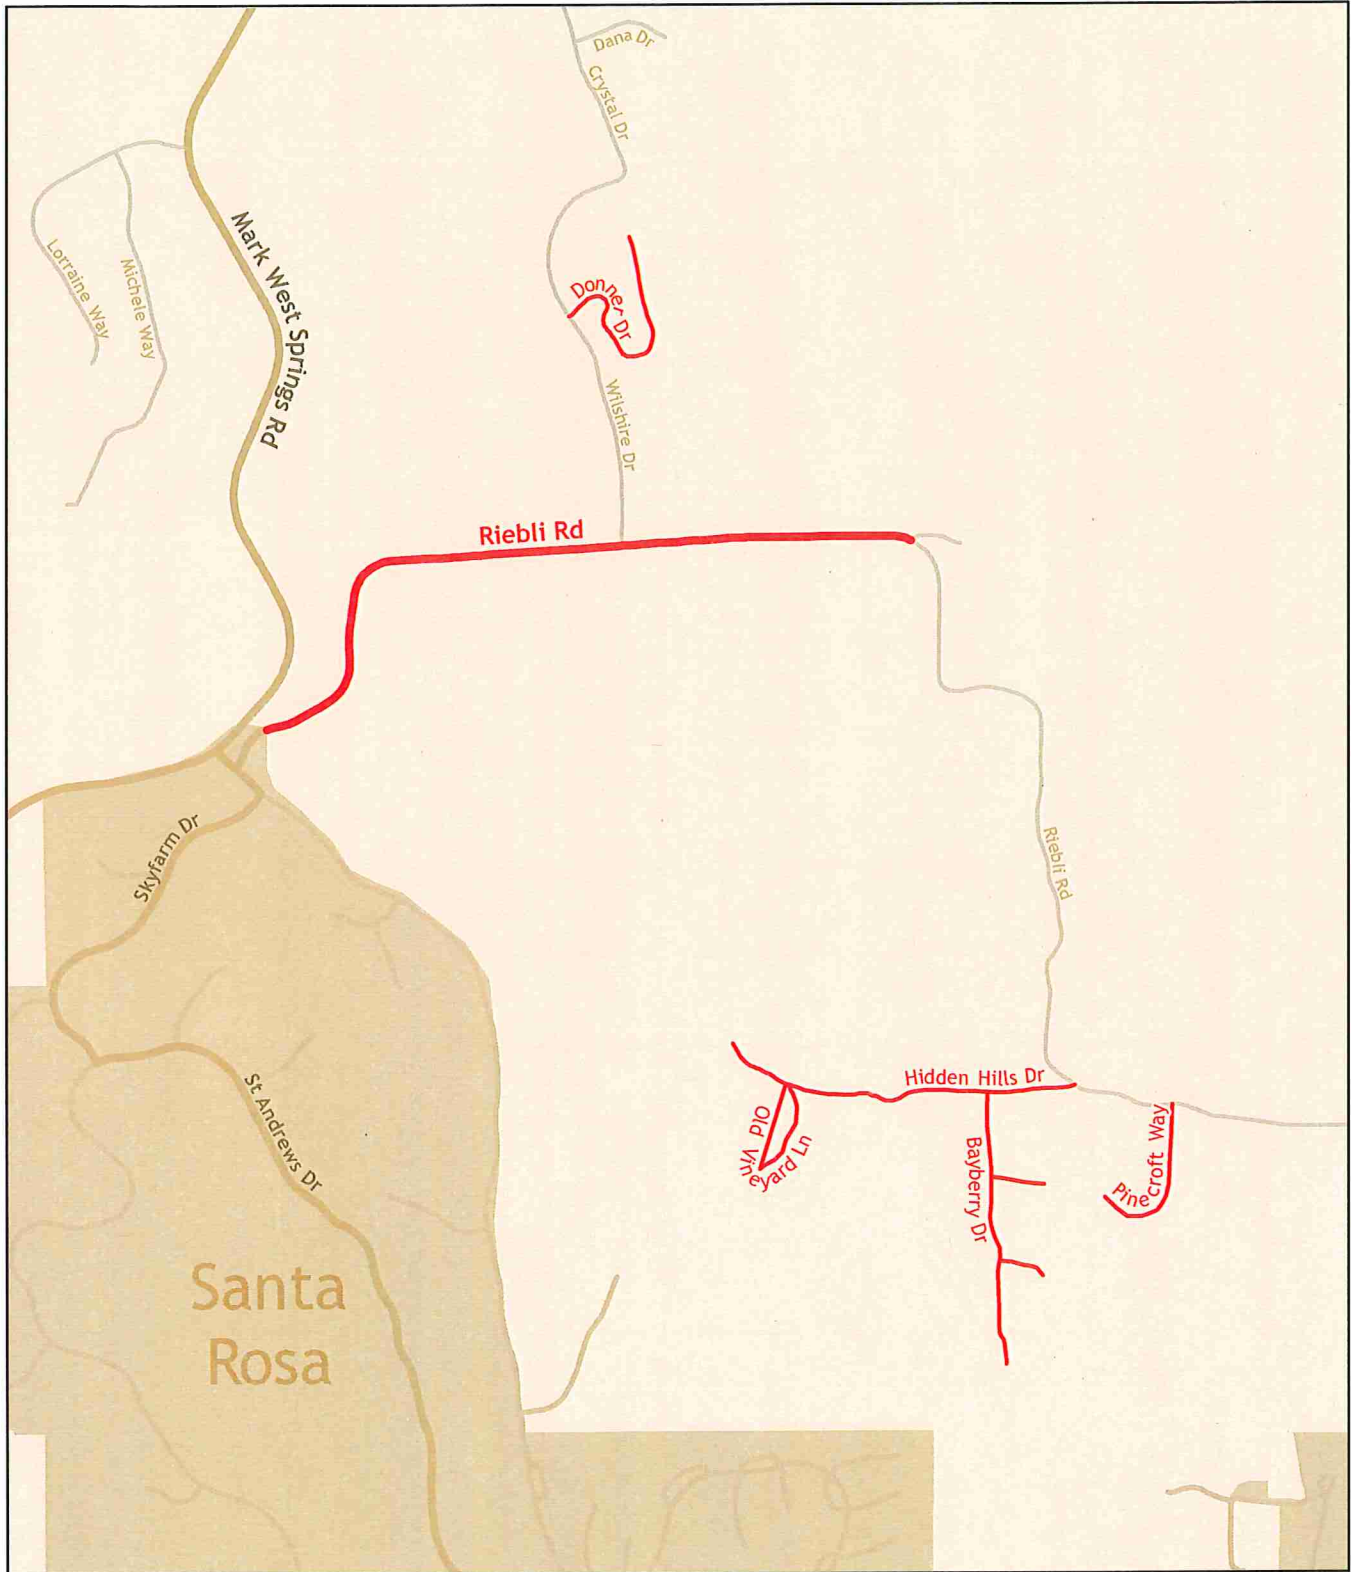 Dana Dr
Crystal Dr
Mark West Springs Rd
Lorraine Way
Michele Way
Donner Dr
Wilshire Dr
Riebli Rd
Skyfarm Dr
Riebli Rd
Hidden Hills Dr
Old Vineyard Ln
Bayberry Dr
Pinecroft Way
St Andrews Dr
Santa
Rosa